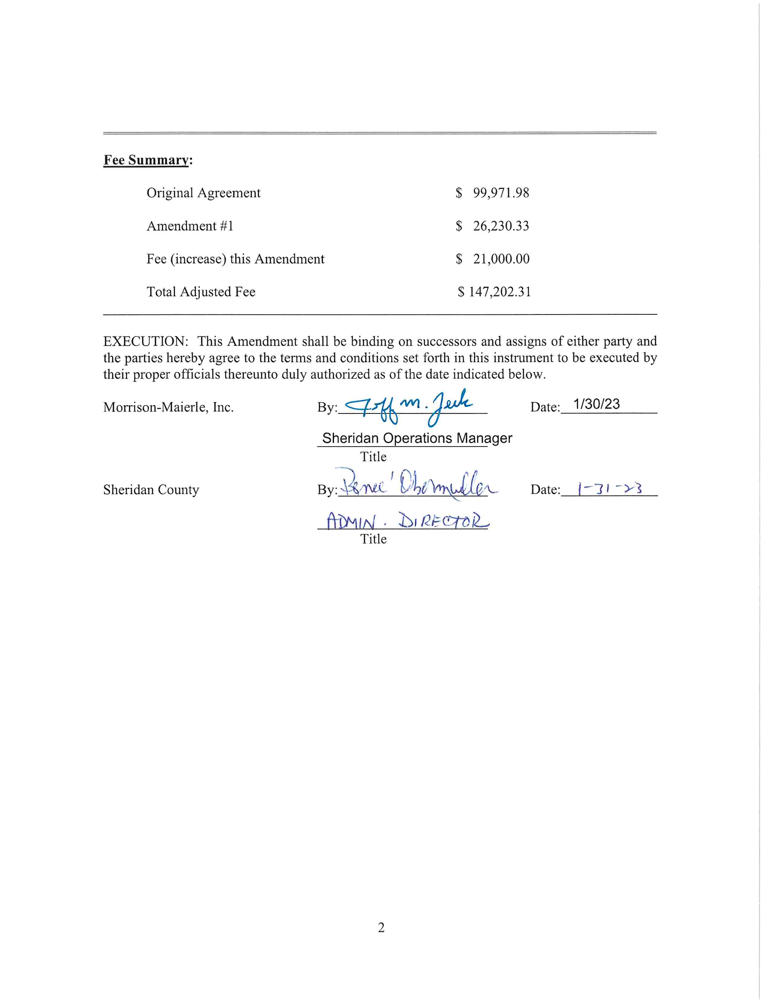 Fee Summary:
Original Agreement $ 99,971.98
Amendment #1 $ 26,230.33
Fee (increase) this Amendment $ 21,000.00
Total Adjusted Fee $ 147,202.31
EXECUTION: This Amendment shall be binding on successors and assigns of either party and
the parties hereby agree to the terms and conditions set forth in this instrument to be executed by
their proper officials thereunto duly authorized as of the date indicated below.
Morrison-Maierle, Inc. By: M. Date: 1/30/23
Sheridan Operations Manager
Title
Sheridan County By: Renee' Obermueller Date: 1-31-23
ADMIN. DIRECTOR
Title
2